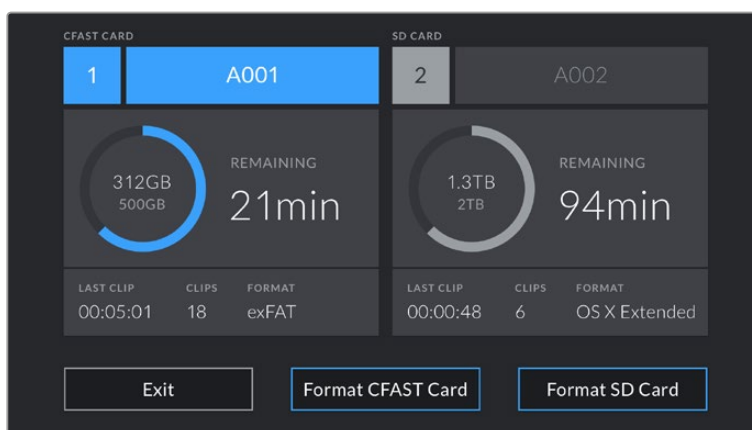 CFAST CARD
1
A001
312GB
500GB
REMAINING
21min
LAST CLIP CLIPS FORMAT
00:05:01 18 exFAT
SD CARD
2
A002
1.3TB
2TB
REMAINING
94min
LAST CLIP CLIPS FORMAT
00:00:48 6 OS X Extended
Exit
Format CFAST Card
Format SD Card